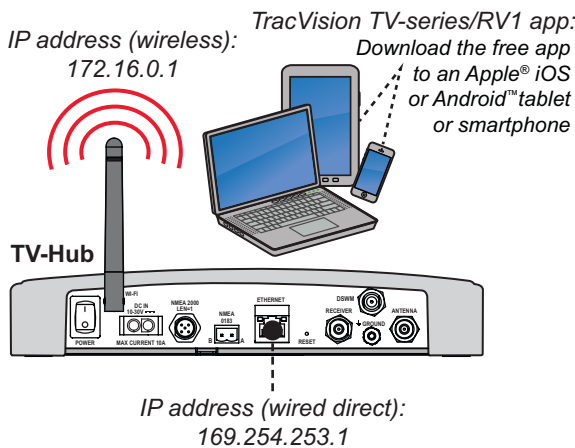 IP address (wireless):
172.16.0.1
TracVision TV-series/RV1 app:
Download the free app
to an Apple® iOS
or Android™ tablet
or smartphone
TV-Hub
Wi-Fi
POWER
DC IN
10-30V ⎓
MAX CURRENT 10A
NMEA 2000
LEN=1
NMEA
0183
B A
ETHERNET
RESET
DSWM
RECEIVER
GROUND
ANTENNA
IP address (wired direct):
169.254.253.1